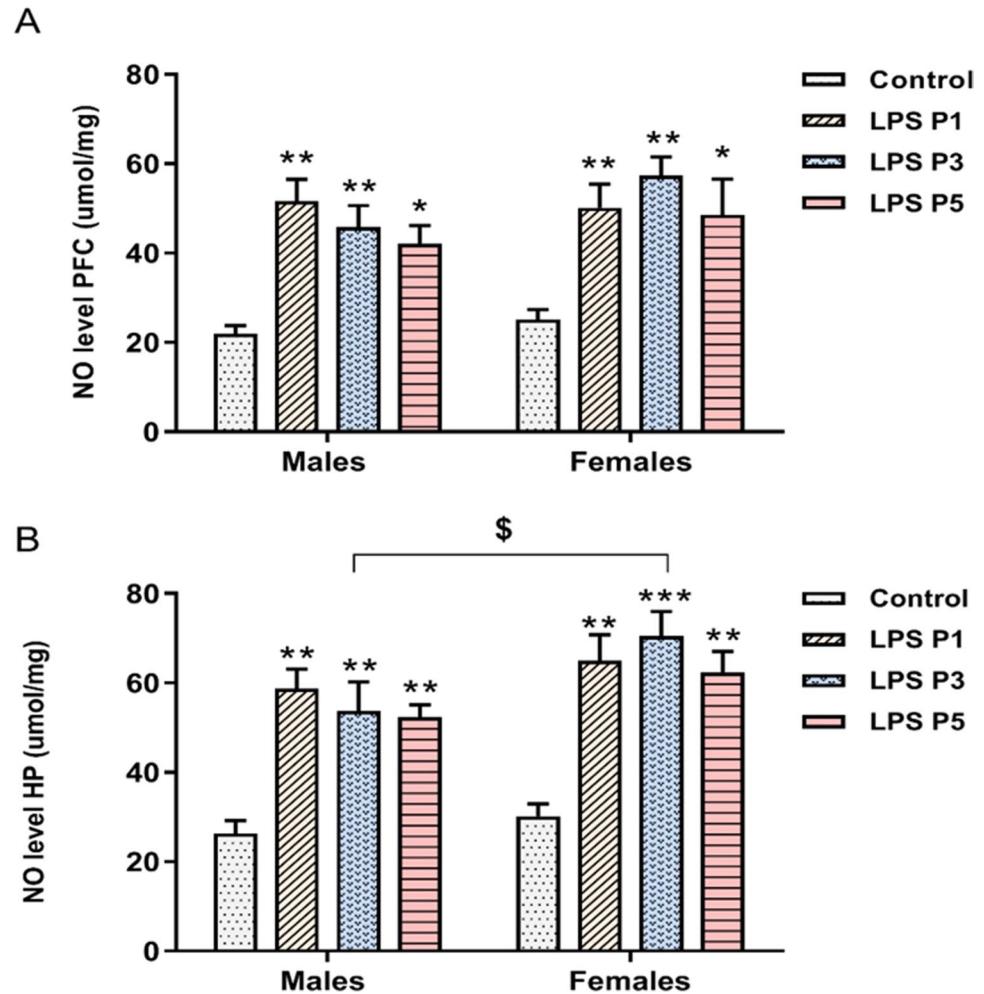 A
NO level PFC (umol/mg)
80
60
40
20
0
** ** * ** ** *
Males Females
Control
LPS P1
LPS P3
LPS P5
B
$
NO level HP (umol/mg)
80
60
40
20
0
** ** ** ** *** **
Males Females
Control
LPS P1
LPS P3
LPS P5